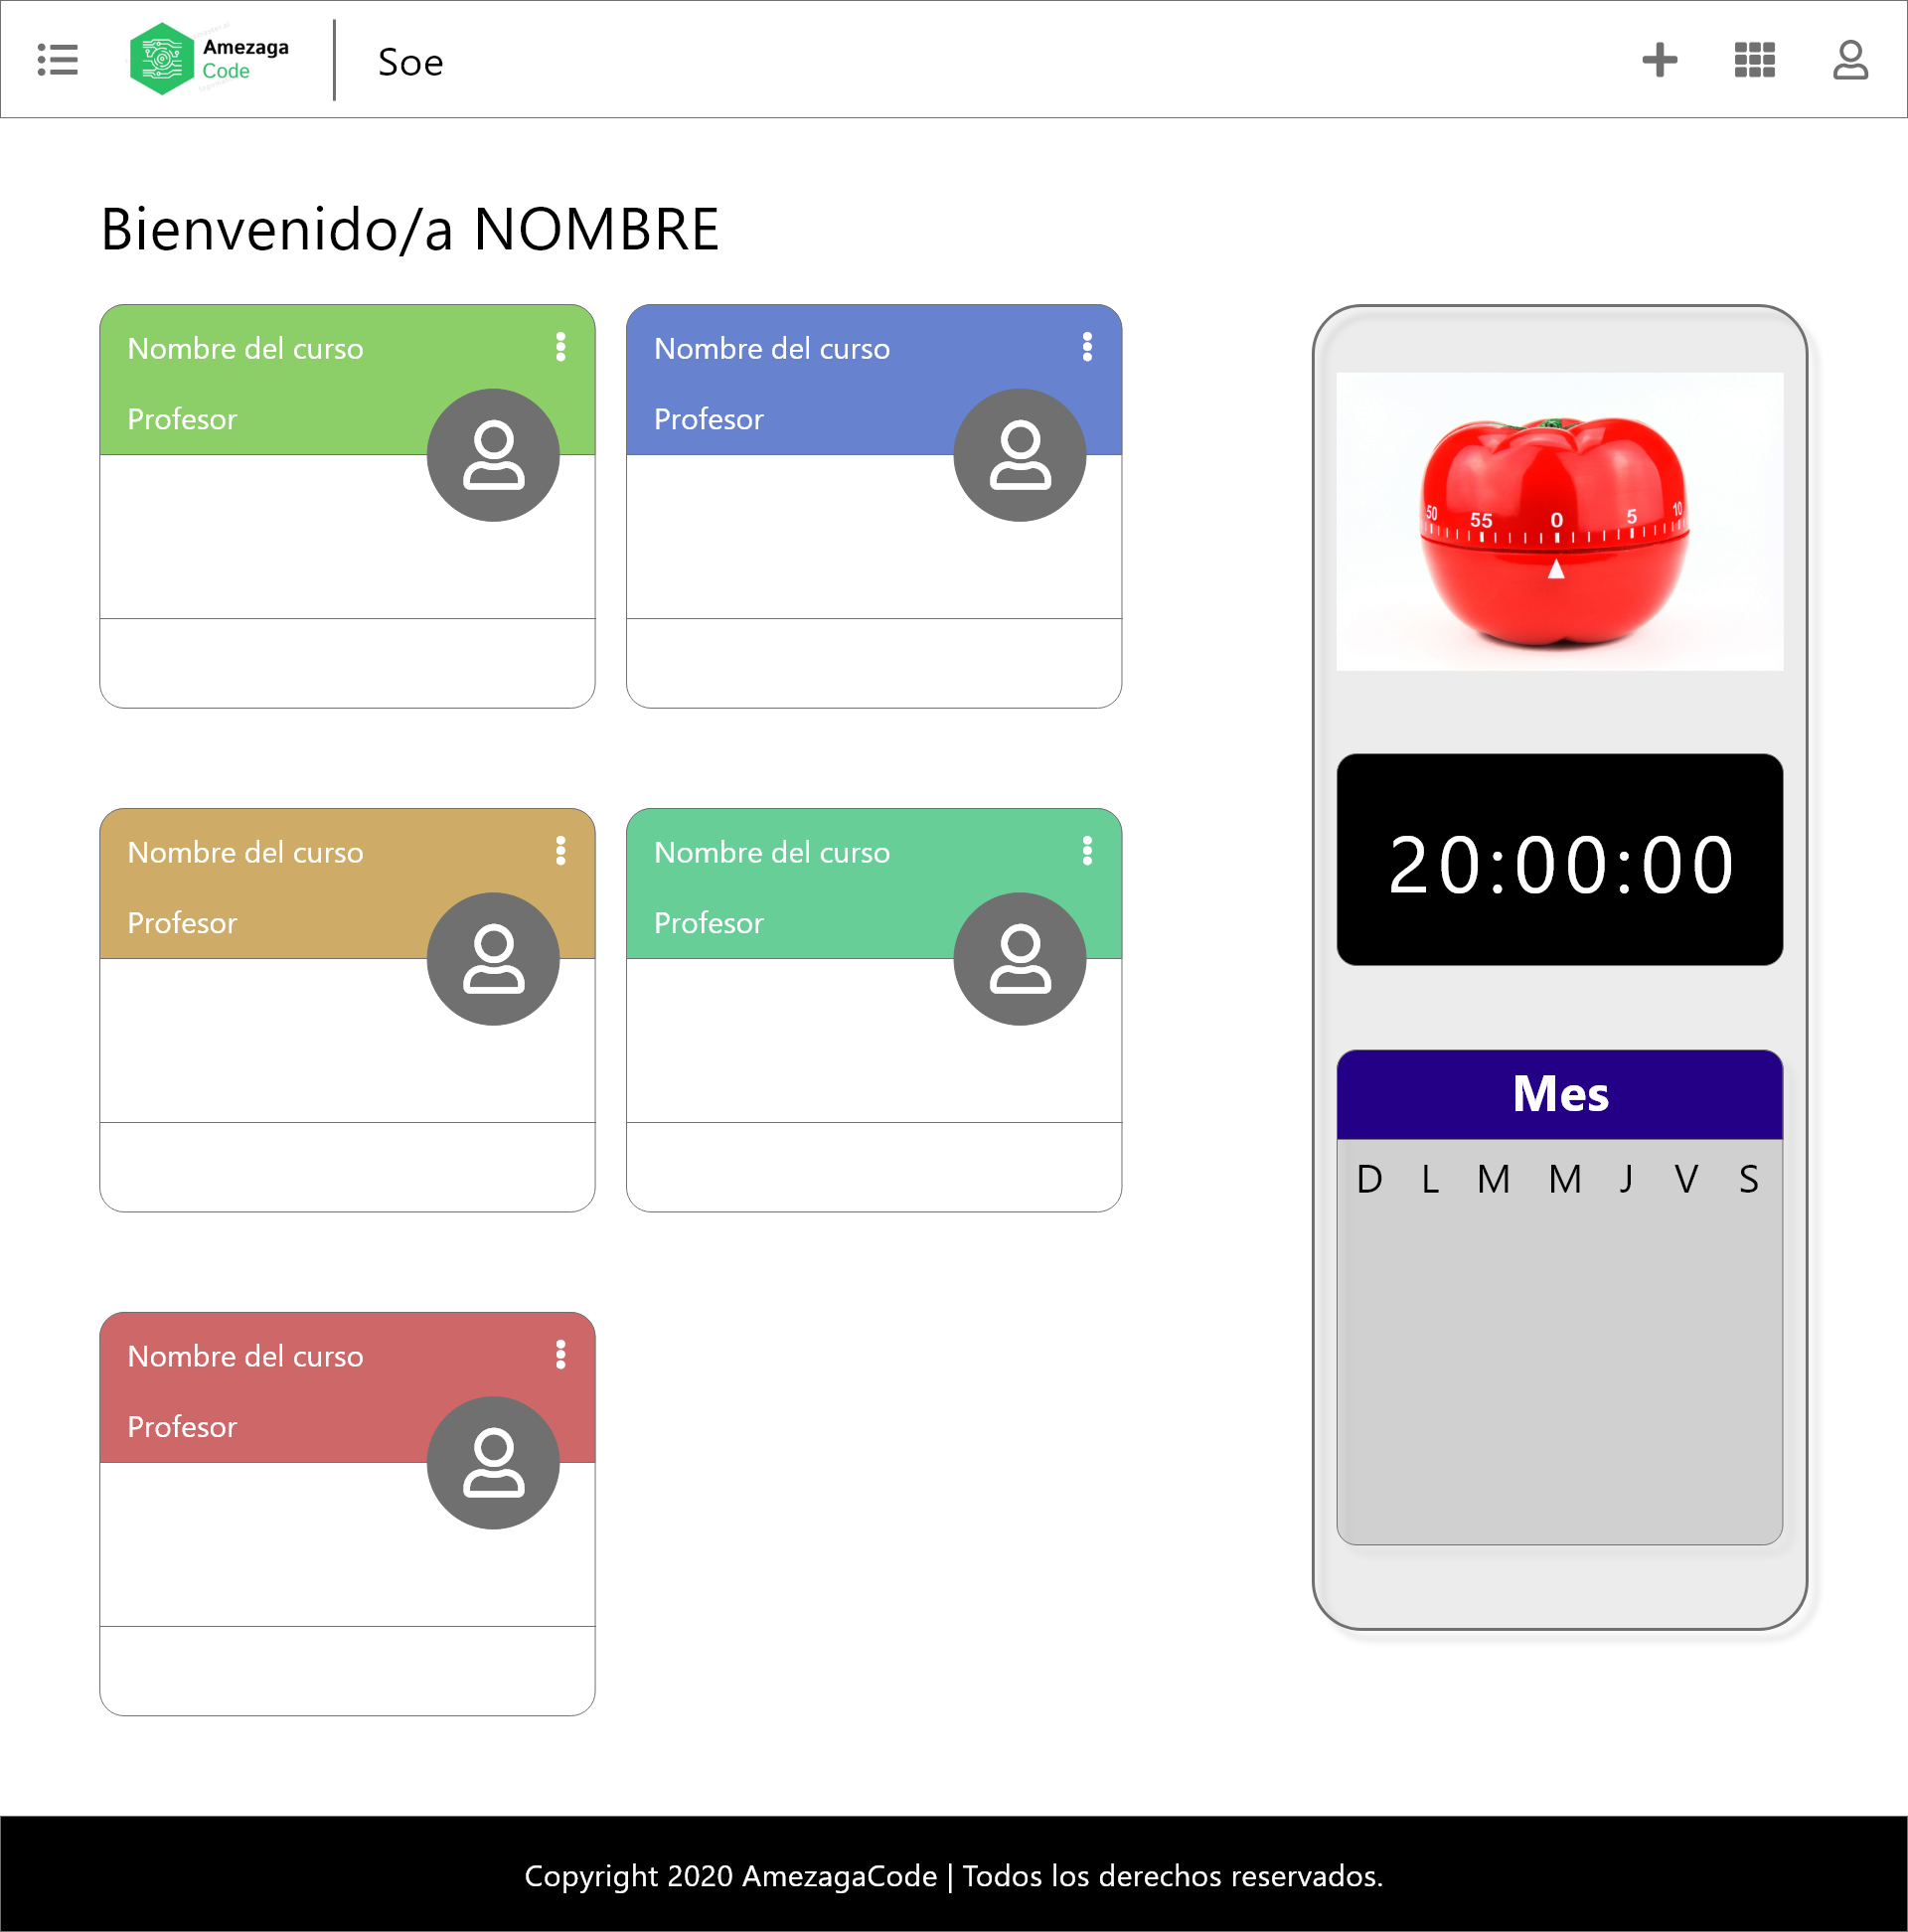 Amezaga
Code
Soe
Bienvenido/a NOMBRE
Nombre del curso
Profesor
Nombre del curso
Profesor
Nombre del curso
Profesor
Nombre del curso
Profesor
Nombre del curso
Profesor
50 55 0 5 10
20:00:00
Mes
D L M M J V S
Copyright 2020 AmezagaCode | Todos los derechos reservados.